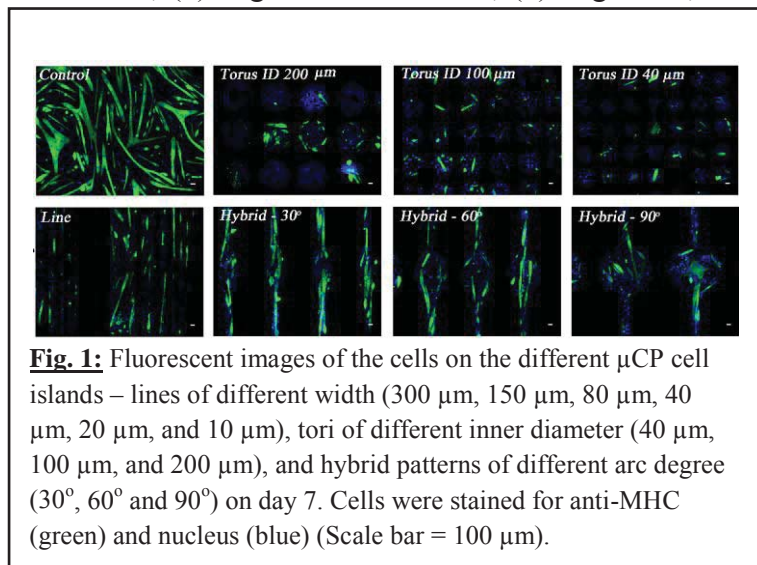 Control
Torus ID 200 µm
Torus ID 100 µm
Torus ID 40 µm
Line
Hybrid - 30°
Hybrid - 60°
Hybrid - 90°
Fig. 1: Fluorescent images of the cells on the different µCP cell
islands – lines of different width (300 µm, 150 µm, 80 µm, 40
µm, 20 µm, and 10 µm), tori of different inner diameter (40 µm,
100 µm, and 200 µm), and hybrid patterns of different arc degree
(30°, 60° and 90°) on day 7. Cells were stained for anti-MHC
(green) and nucleus (blue) (Scale bar = 100 µm).